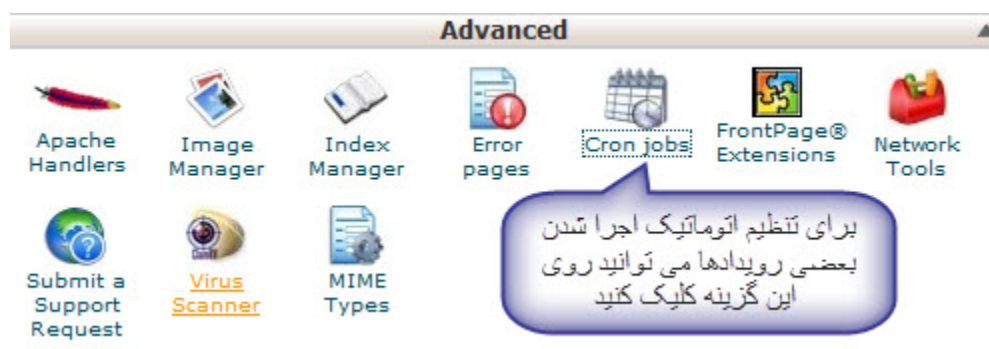 Advanced
Apache
Handlers
Image
Manager
Index
Manager
Error
pages
Cron jobs
FrontPage®
Extensions
Network
Tools
برای تنظیم اتوماتیک اجرا شدن
بعضی رویدادها می توانید روی
این گزینه کلیک کنید
Submit a
Support
Request
Virus
Scanner
MIME
Types